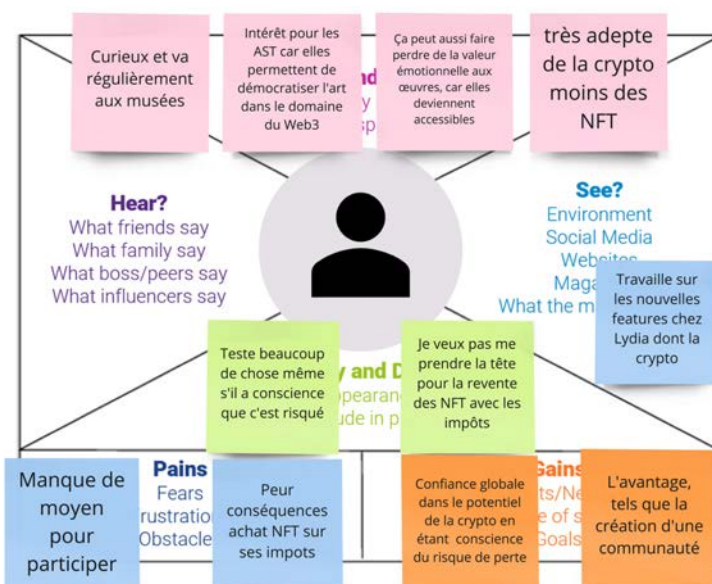 Curieux et va
régulièrement
aux musées
Intérêt pour les
AST car elles
permettent de
démocratiser l'art
dans le domaine
du Web3
Ça peut aussi faire
perdre de la valeur
émotionnelle aux
œuvres, car elles
deviennent
accessibles
très adepte
de la crypto
moins des
NFT
Hear?
What friends say
What family say
What boss/peers say
What influencers say
See?
Environment
Social Media
Websites
What the
Travaille sur
les nouvelles
features chez
Lydia dont la
crypto
Teste beaucoup
de chose même
s'il a conscience
que c'est risqué
and
in
Je veux pas me
prendre la tête
pour la revente
des NFT avec les
impôts
Manque de
moyen
pour
participer
Pains
Fears
Peur
conséquences
achat NFT sur
ses impots
Confiance globale
dans le potentiel
de la crypto en
étant conscience
du risque de perte
Gains
L'avantage,
tels que la
création d'une
communauté